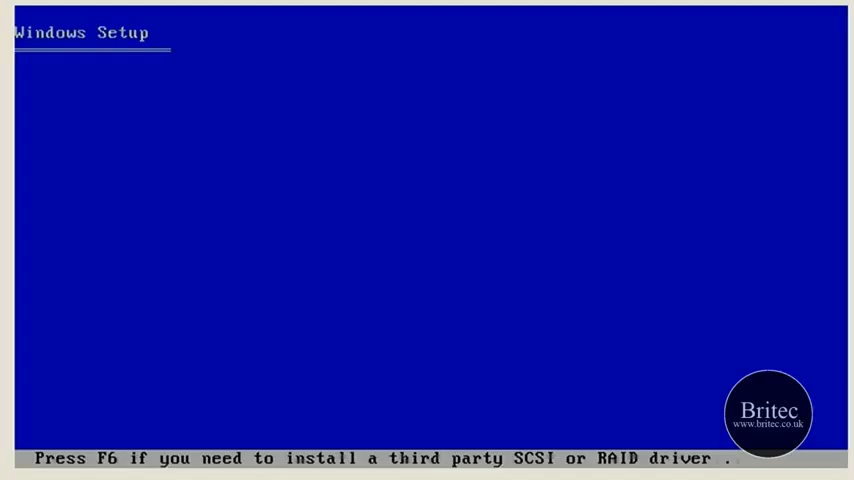 Windows Setup
Britec
www.britec.co.uk
Press F6 if you need to install a third party SCSI or RAID driver .